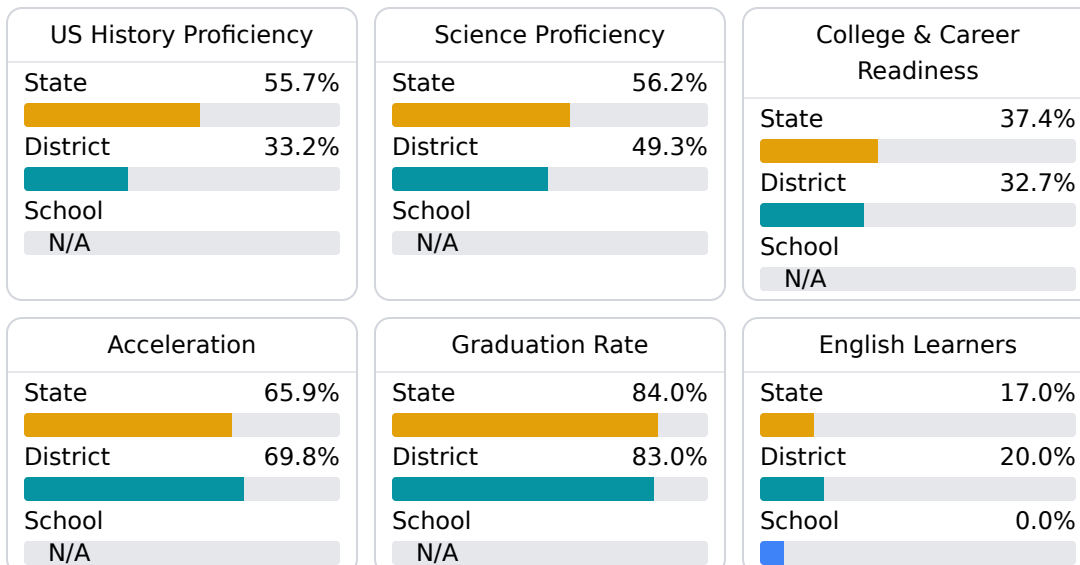 US History Proficiency
State 55.7%
District 33.2%
School
N/A
Science Proficiency
State 56.2%
District 49.3%
School
N/A
College & Career
Readiness
State 37.4%
District 32.7%
School
N/A
Acceleration
State 65.9%
District 69.8%
School
N/A
Graduation Rate
State 84.0%
District 83.0%
School
N/A
English Learners
State 17.0%
District 20.0%
School 0.0%